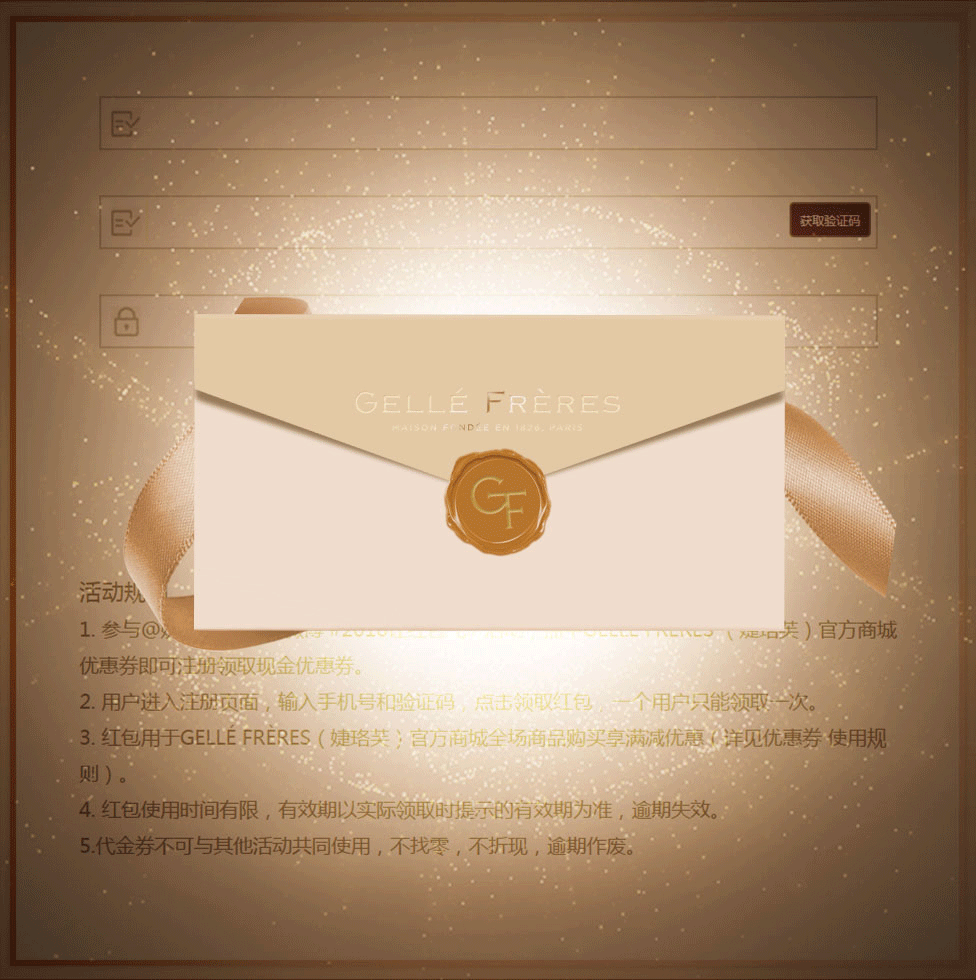 获取验证码
GELLÉ FRÈRES
MAISON FONDÉE EN 1826, PARIS
GF
活动规
1. 参与@ GELLÉ FRÈRES （婕珞芙）官方商城
优惠券即可注册领取现金优惠券。
2. 用户进入注册页面，输入手机号和验证码，点击领取红包，一个用户只能领取一次。
3. 红包用于GELLÉ FRÈRES（婕珞芙）官方商城全场商品购买享满减优惠（详见优惠券 使用规
则）。
4. 红包使用时间有限，有效期以实际领取时提示的有效期为准，逾期失效。
5.代金券不可与其他活动共同使用，不找零，不折现，逾期作废。